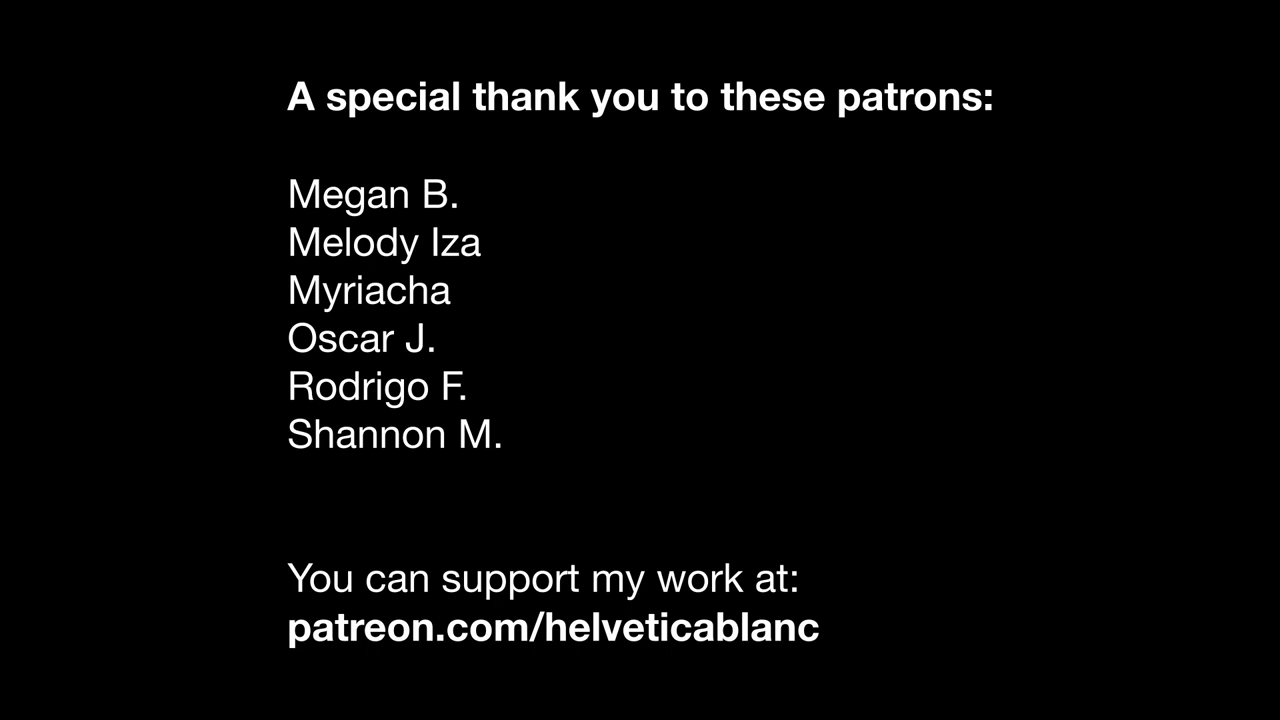 A special thank you to these patrons:
Megan B.
Melody Iza
Myriacha
Oscar J.
Rodrigo F.
Shannon M.
You can support my work at:
patreon.com/helveticablanc